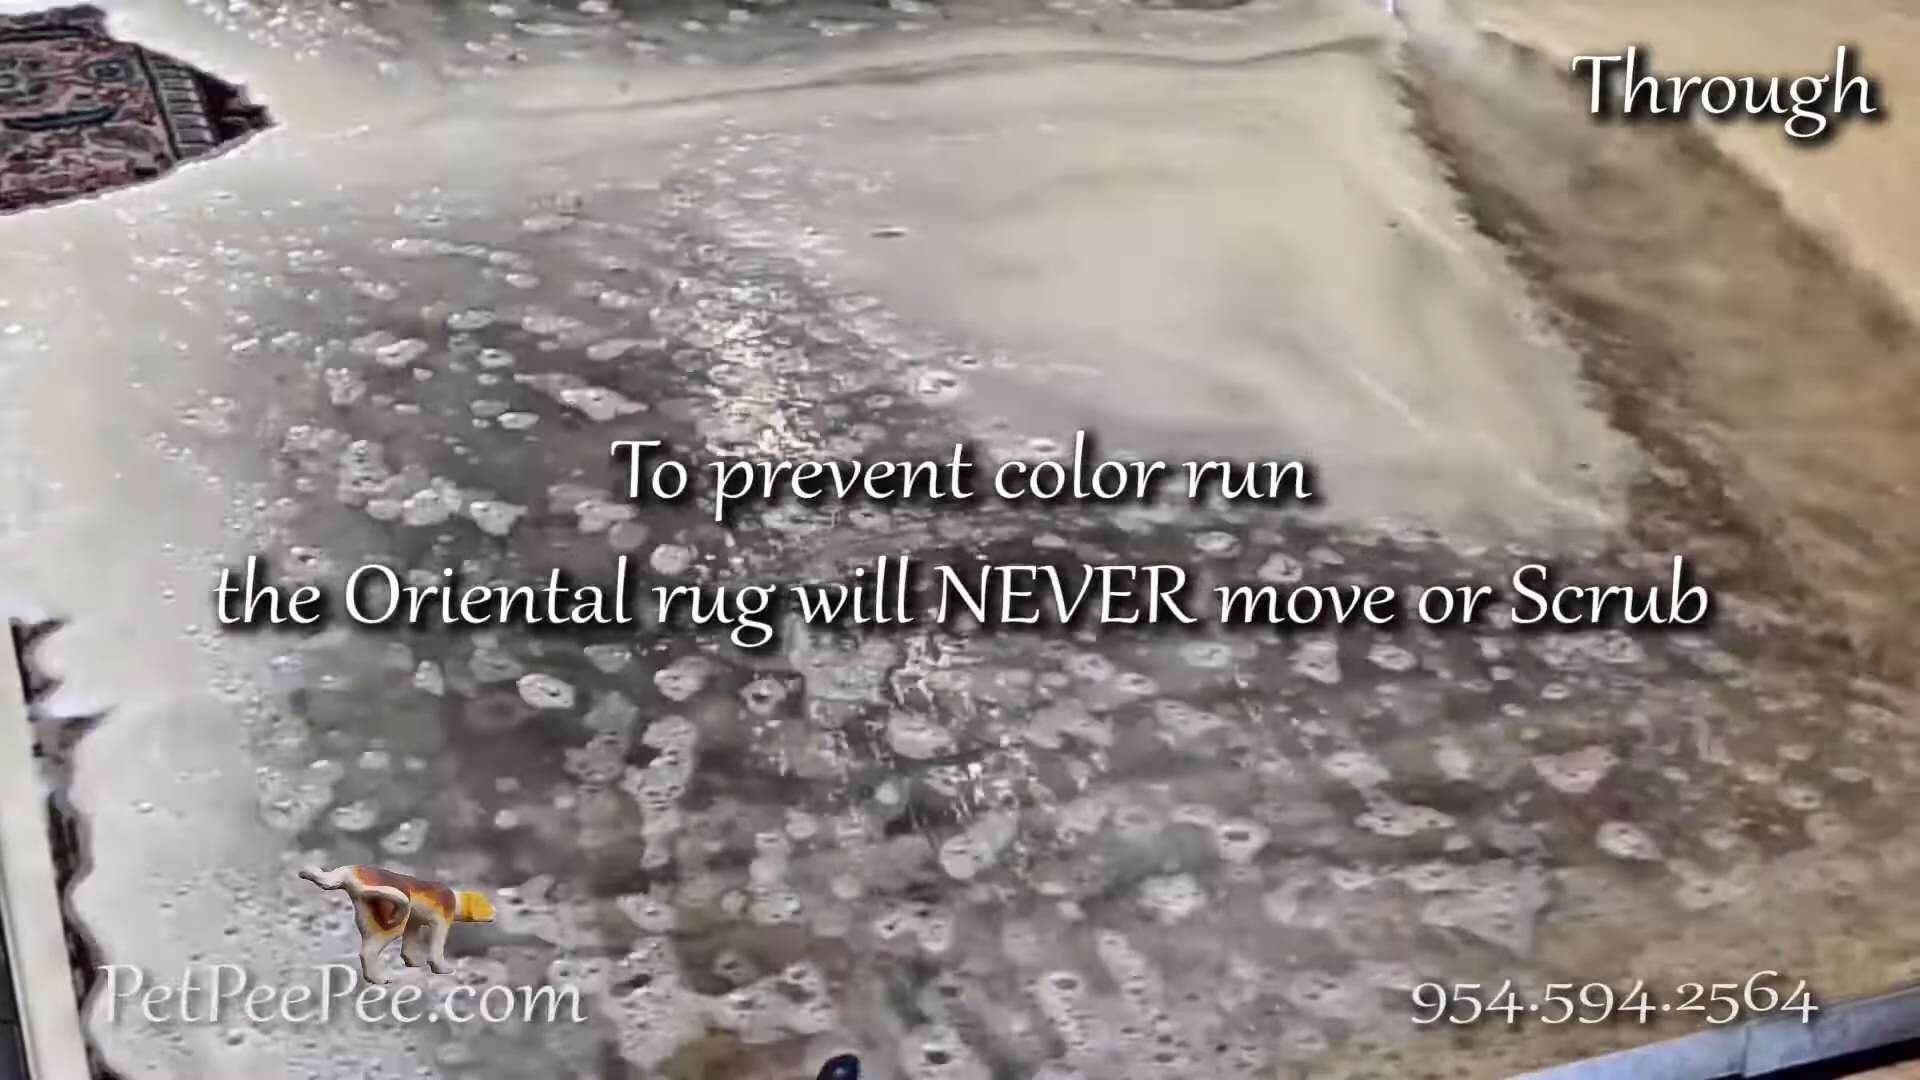 Through
To prevent color run
the Oriental rug will NEVER move or Scrub
PetPeePee.com
954.594.2564